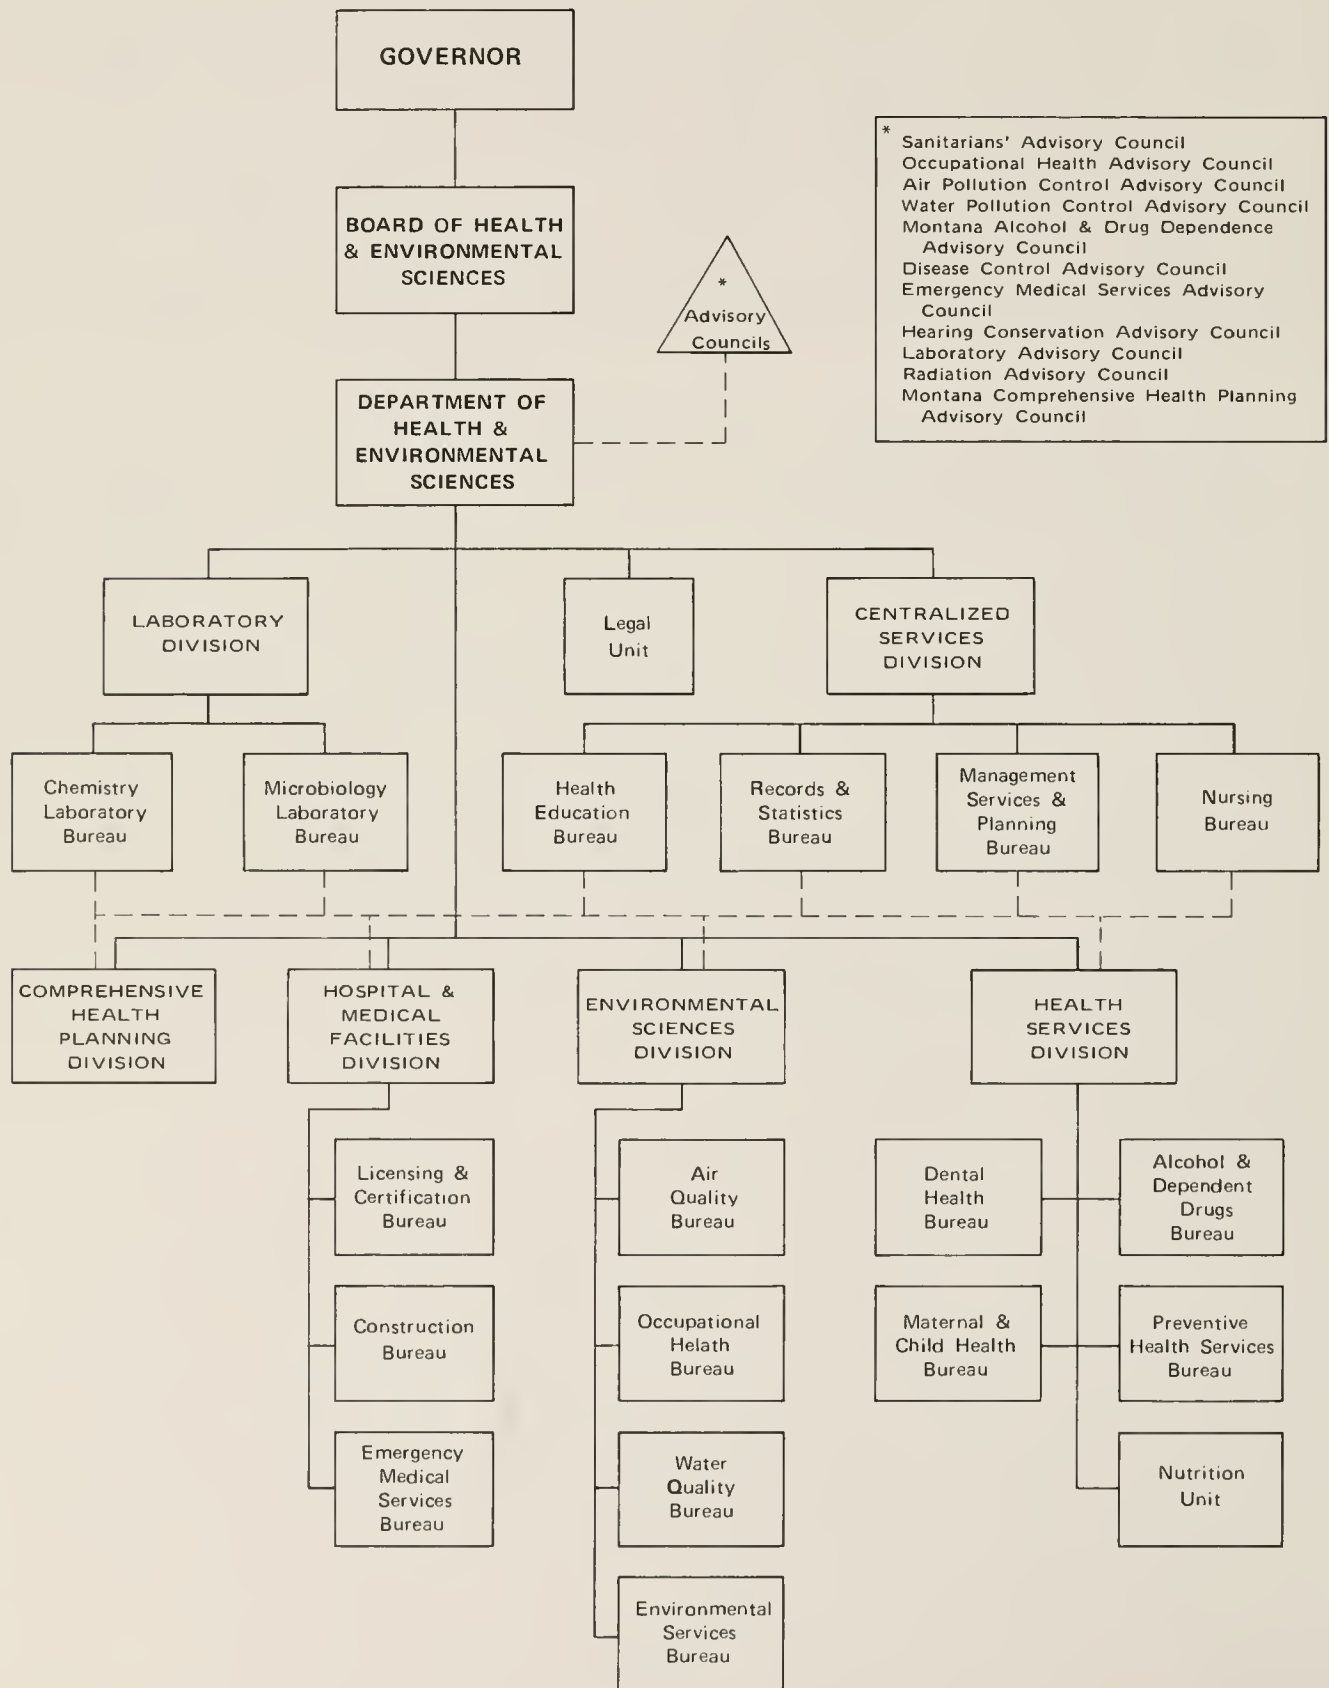 GOVERNOR
BOARD OF HEALTH
& ENVIRONMENTAL
SCIENCES
*
Advisory
Councils
* Sanitarians' Advisory Council
Occupational Health Advisory Council
Air Pollution Control Advisory Council
Water Pollution Control Advisory Council
Montana Alcohol & Drug Dependence
Advisory Council
Disease Control Advisory Council
Emergency Medical Services Advisory
Council
Hearing Conservation Advisory Council
Laboratory Advisory Council
Radiation Advisory Council
Montana Comprehensive Health Planning
Advisory Council
DEPARTMENT OF
HEALTH &
ENVIRONMENTAL
SCIENCES
LABORATORY
DIVISION
Legal
Unit
CENTRALIZED
SERVICES
DIVISION
Chemistry
Laboratory
Bureau
Microbiology
Laboratory
Bureau
Health
Education
Bureau
Records &
Statistics
Bureau
Management
Services &
Planning
Bureau
Nursing
Bureau
COMPREHENSIVE
HEALTH
PLANNING
DIVISION
HOSPITAL &
MEDICAL
FACILITIES
DIVISION
ENVIRONMENTAL
SCIENCES
DIVISION
HEALTH
SERVICES
DIVISION
Licensing &
Certification
Bureau
Construction
Bureau
Emergency
Medical
Services
Bureau
Air
Quality
Bureau
Occupational
Helath
Bureau
Water
Quality
Bureau
Environmental
Services
Bureau
Dental
Health
Bureau
Alcohol &
Dependent
Drugs
Bureau
Maternal &
Child Health
Bureau
Preventive
Health Services
Bureau
Nutrition
Unit